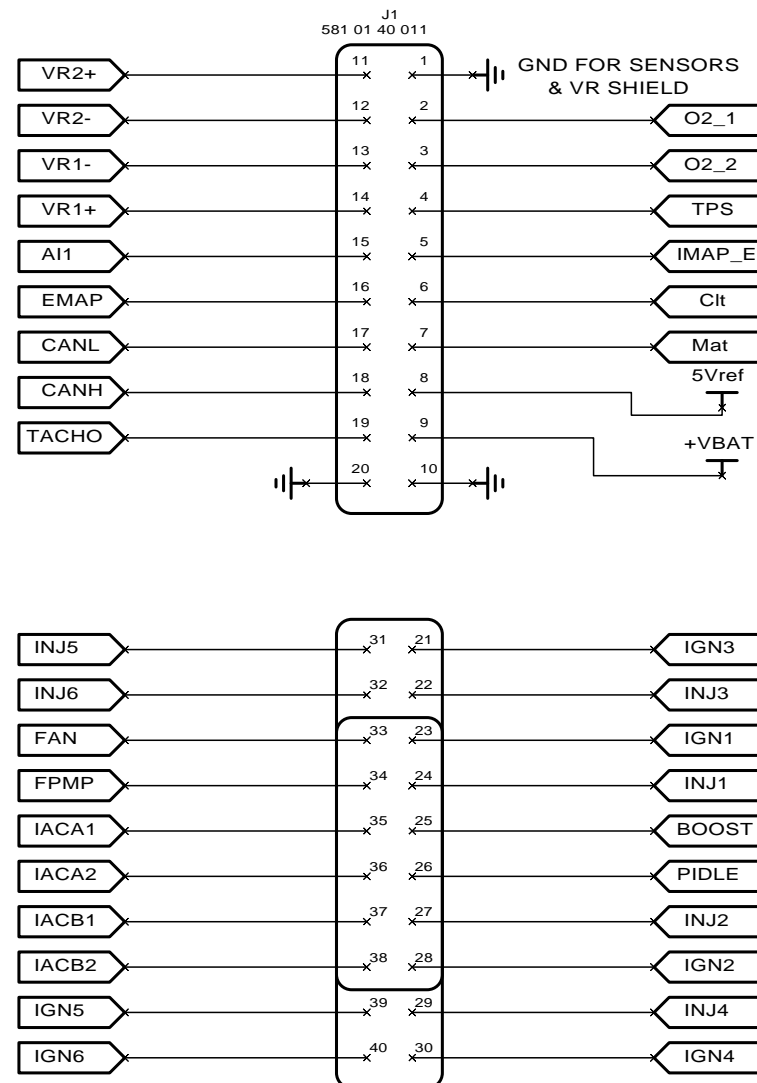 J1
581 01 40 011
VR2+ 11 1 GND FOR SENSORS
& VR SHIELD
VR2- 12 2 O2_1
VR1- 13 3 O2_2
VR1+ 14 4 TPS
AI1 15 5 IMAP_E
EMAP 16 6 Clt
CANL 17 7 Mat
CANH 18 8 5Vref
TACHO 19 9 +VBAT
20 10
INJ5 31 21 IGN3
INJ6 32 22 INJ3
FAN 33 23 IGN1
FPMP 34 24 INJ1
IACA1 35 25 BOOST
IACA2 36 26 PIDLE
IACB1 37 27 INJ2
IACB2 38 28 IGN2
IGN5 39 29 INJ4
IGN6 40 30 IGN4